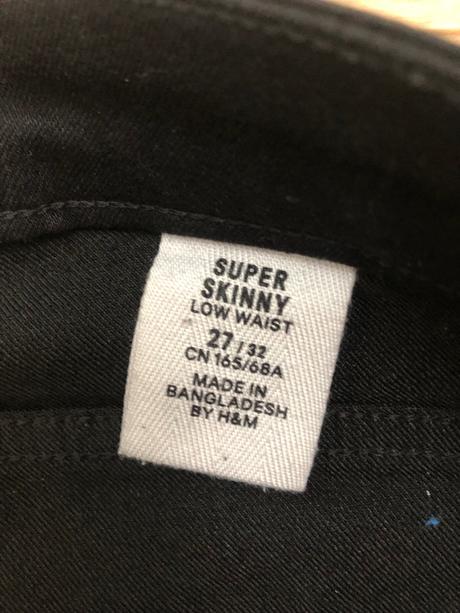 SUPER
SKINNY
LOW WAIST
27/32
CN 165/68A
MADE IN
BANGLADESH
BY H&M